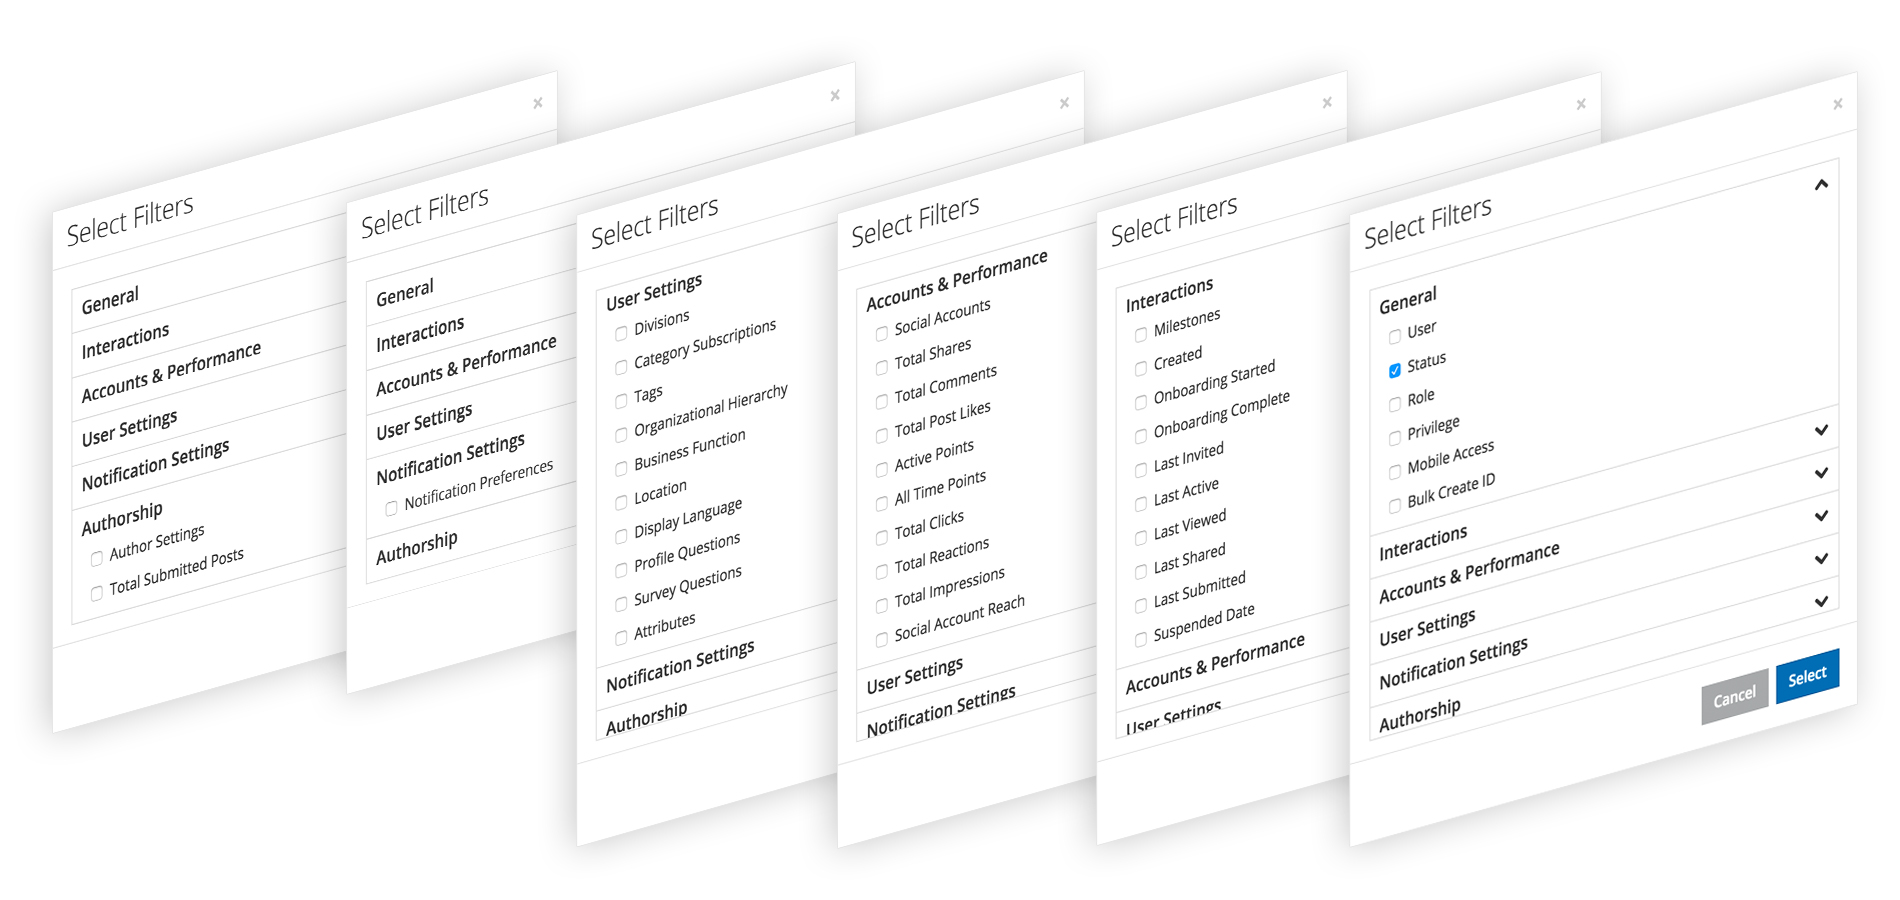 Select Filters
General
Interactions
Accounts & Performance
User Settings
Notification Settings
Authorship
Author Settings
Total Submitted Posts
Select Filters
General
Interactions
Accounts & Performance
User Settings
Notification Settings
Notification Preferences
Authorship
Select Filters
User Settings
Divisions
Category Subscriptions
Tags
Organizational Hierarchy
Business Function
Location
Display Language
Profile Questions
Survey Questions
Attributes
Notification Settings
Authorship
Select Filters
Accounts & Performance
Social Accounts
Total Shares
Total Comments
Total Post Likes
Active Points
All Time Points
Total Clicks
Total Reactions
Total Impressions
Social Account Reach
User Settings
Notification Settings
Select Filters
Interactions
Milestones
Created
Onboarding Started
Onboarding Complete
Last Invited
Last Active
Last Viewed
Last Shared
Last Submitted
Suspended Date
Accounts & Performance
User Settings
Select Filters
General
User
Status
Role
Privilege
Mobile Access
Bulk Create ID
Interactions
Accounts & Performance
User Settings
Notification Settings
Authorship
Cancel
Select